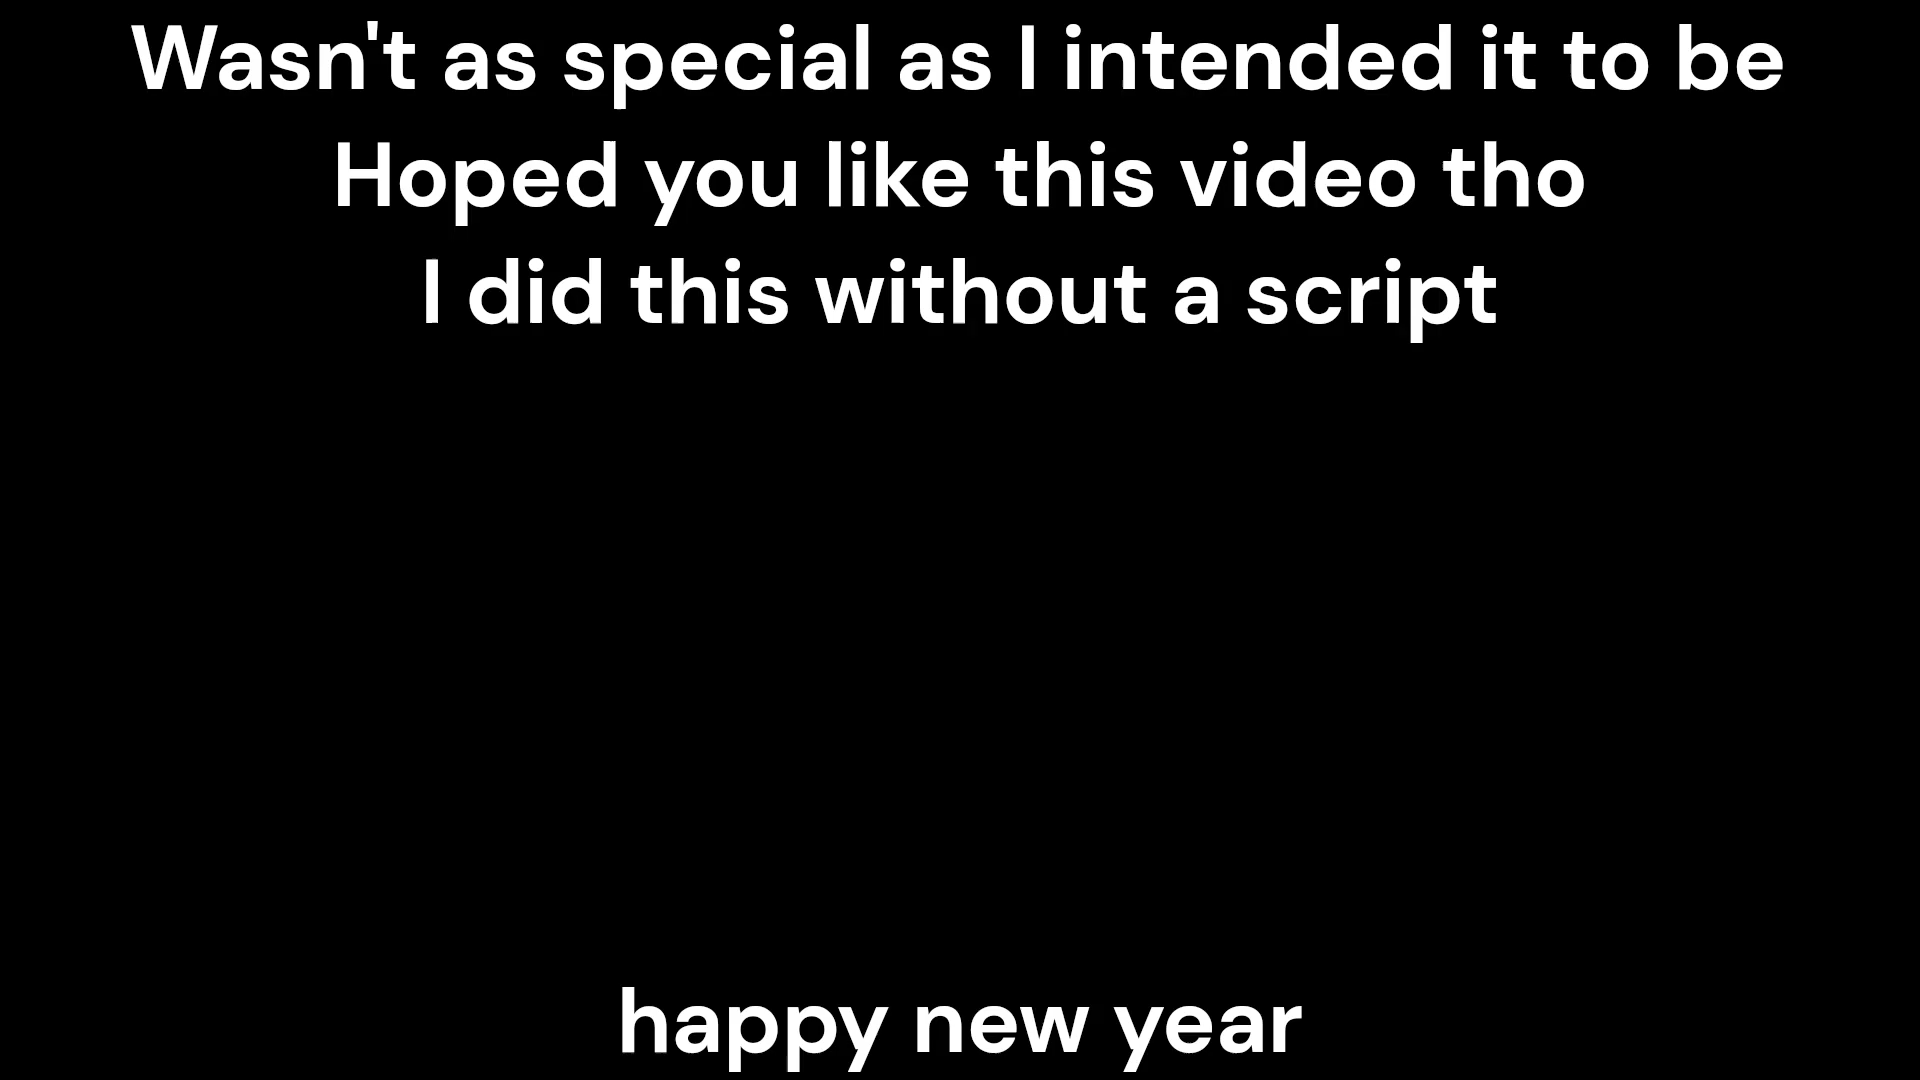 Wasn't as special as I intended it to be
Hoped you like this video tho
I did this without a script
happy new year